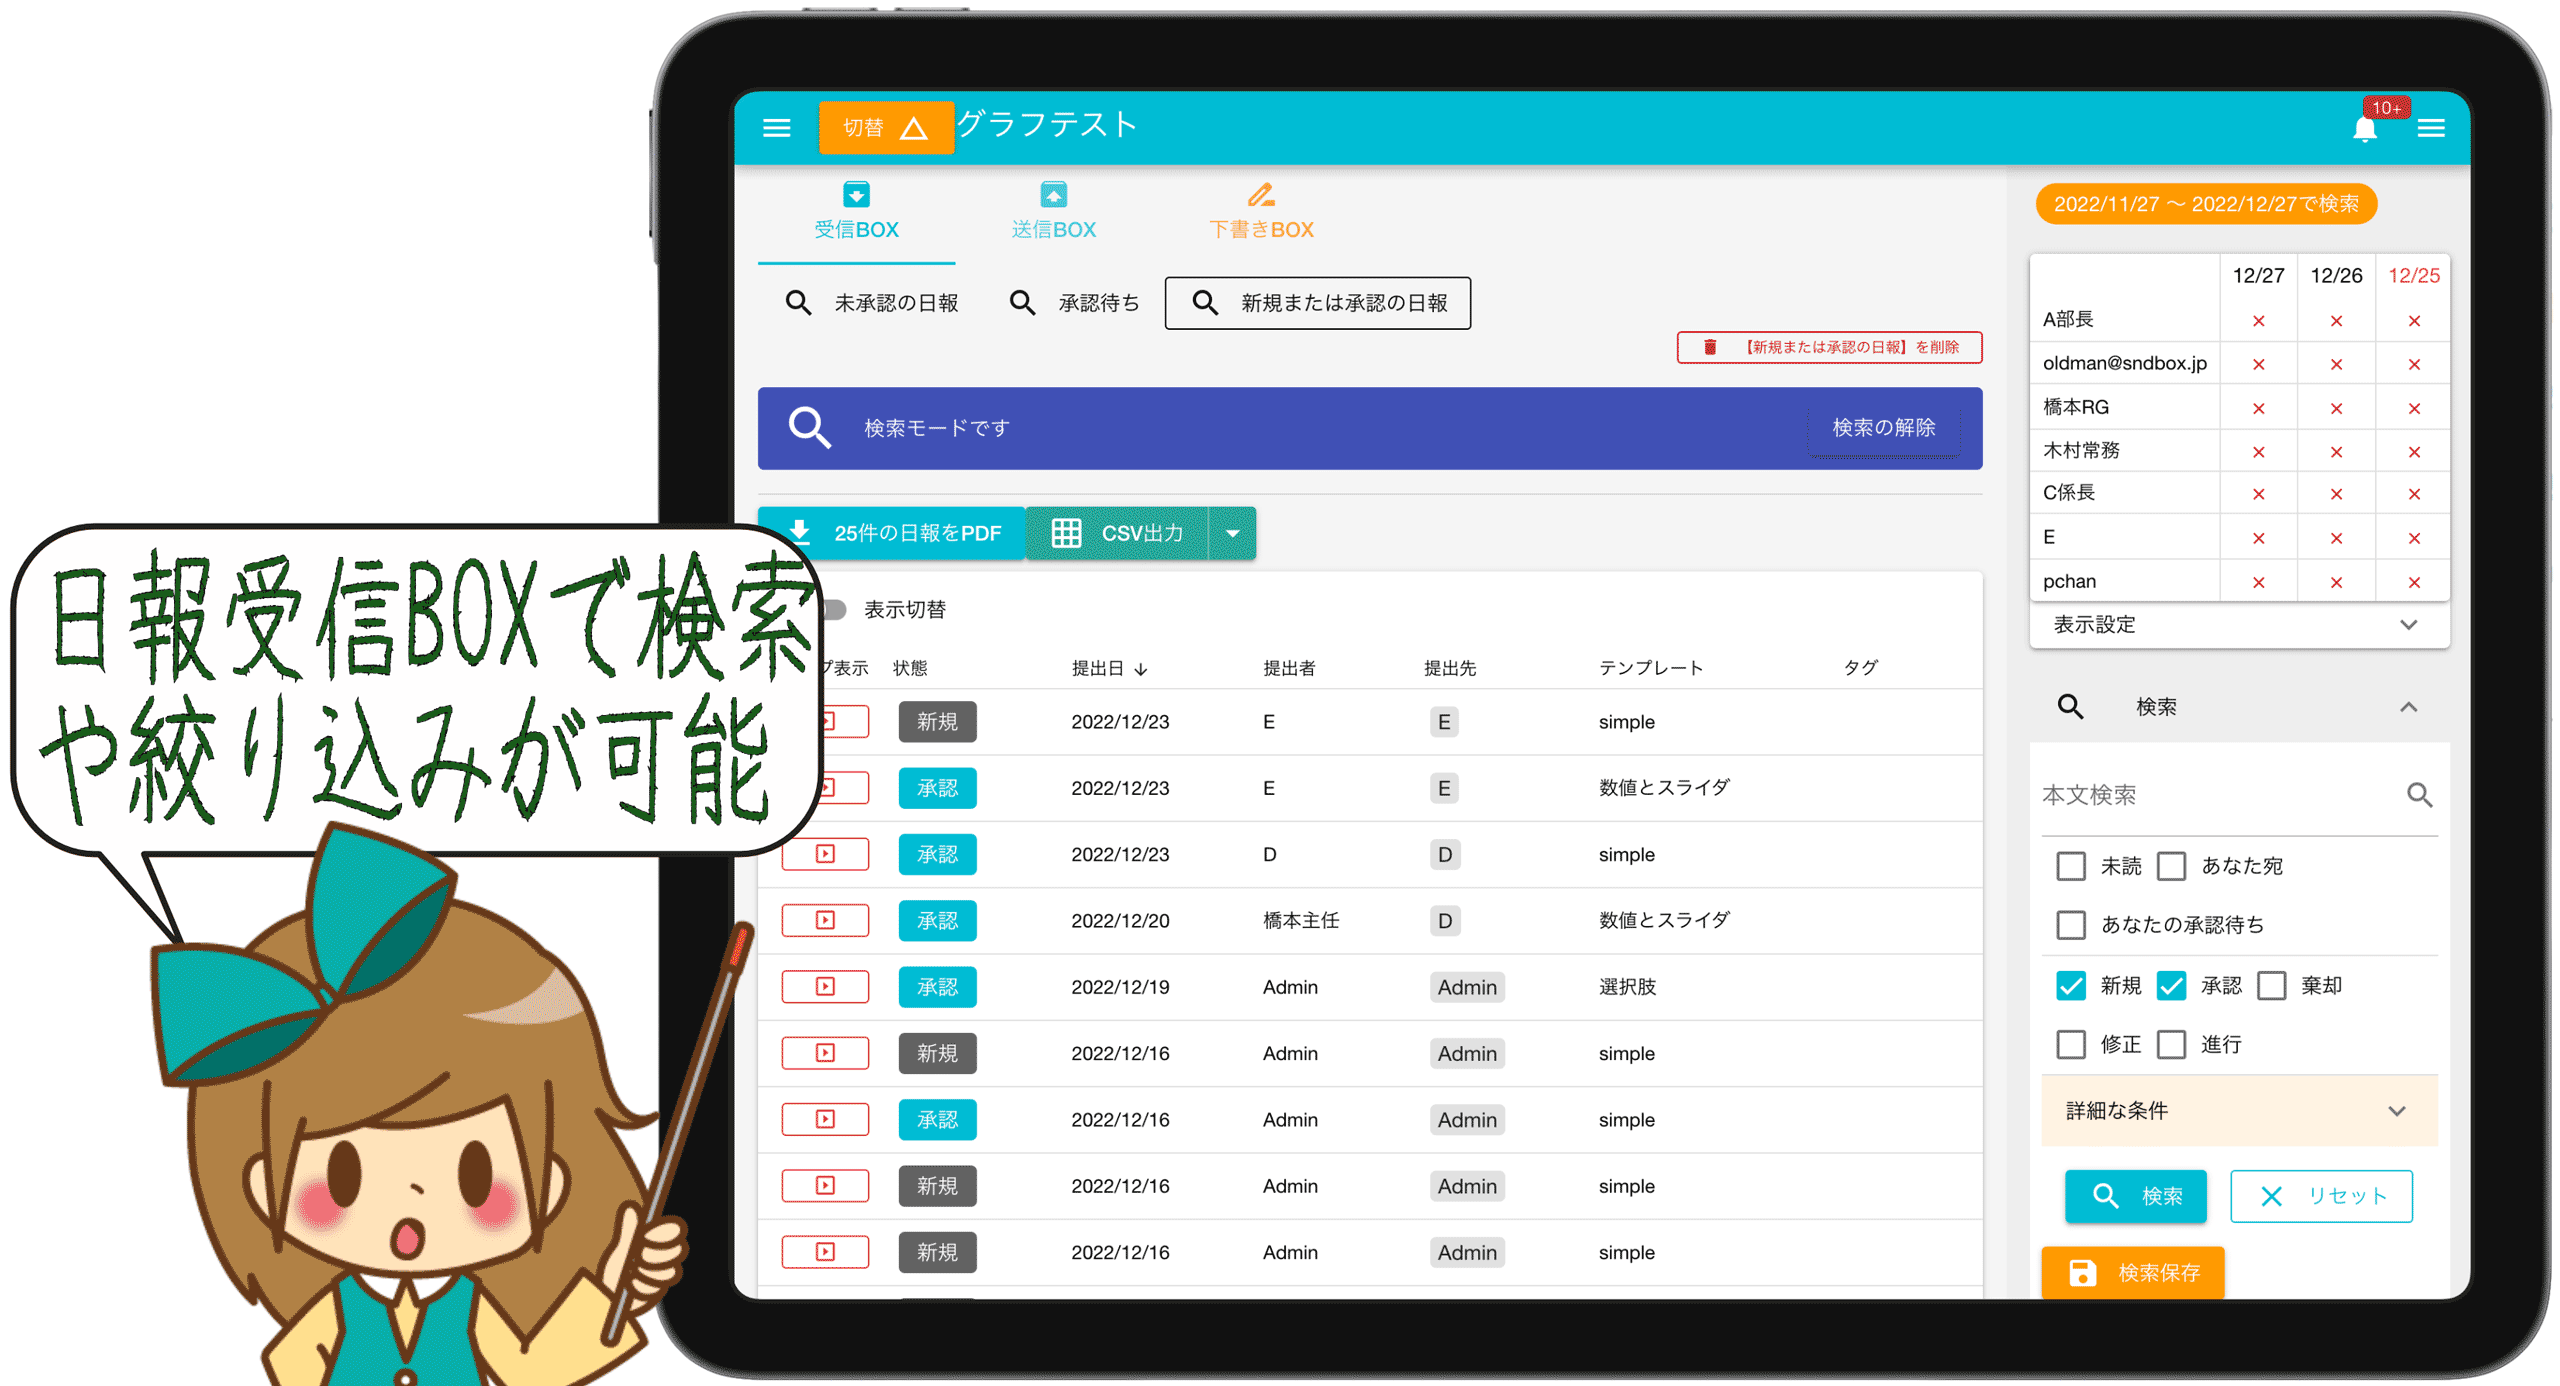 切替 グラフテスト 10+
受信BOX 送信BOX 下書きBOX
未承認の日報 承認待ち 新規または承認の日報
【新規または承認の日報】を削除
検索モードです 検索の解除
25件の日報をPDF CSV出力
日報受信BOXで検索
や絞り込みが可能
表示切替
プ表示 状態 提出日 提出者 提出先 テンプレート タグ
新規 2022/12/23 E E simple
承認 2022/12/23 E E 数値とスライダ
承認 2022/12/23 D D simple
承認 2022/12/20 橋本主任 D 数値とスライダ
承認 2022/12/19 Admin Admin 選択肢
新規 2022/12/16 Admin Admin simple
承認 2022/12/16 Admin Admin simple
新規 2022/12/16 Admin Admin simple
新規 2022/12/16 Admin Admin simple
2022/11/27 ～ 2022/12/27で検索
12/27 12/26 12/25
A部長 × × ×
oldman@sndbox.jp × × ×
橋本RG × × ×
木村常務 × × ×
C係長 × × ×
E × × ×
pchan × × ×
表示設定
検索
本文検索
未読 あなた宛
あなたの承認待ち
新規 承認 棄却
修正 進行
詳細な条件
検索 リセット
検索保存